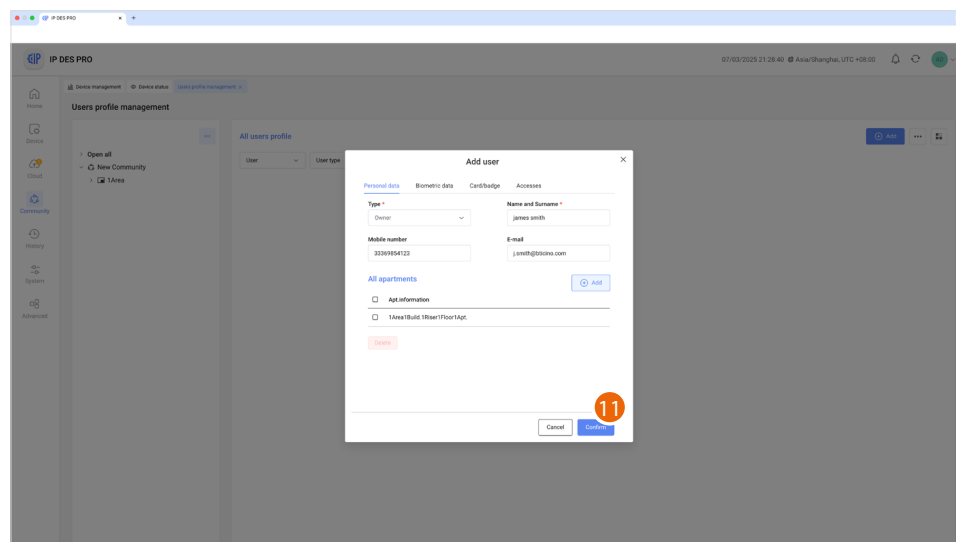 IP DES PRO
IP DES PRO
07/03/2025 21:28:40 @ Asia/Shanghai, UTC +08:00
Device management Device status Users profile management ×
Home
Users profile management
Device
All users profile
Add
Open all
User
User type
New Community
1Area
Cloud
Community
History
System
Advanced
Add user
Personal data Biometric data Card/badge Accesses
Type * Name and Surname *
Owner james smith
Mobile number E-mail
33369854123 j.smith@bticino.com
All apartments Add
Apt.information
1Area1Build.1Riser1Floor1Apt.
Delete
11
Cancel Confirm